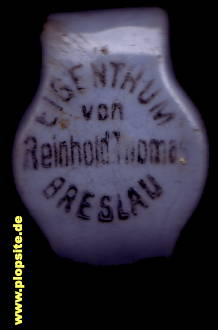 EIGENTHUM
von
Reinhold Thomas
BRESLAU
www.plopsite.de